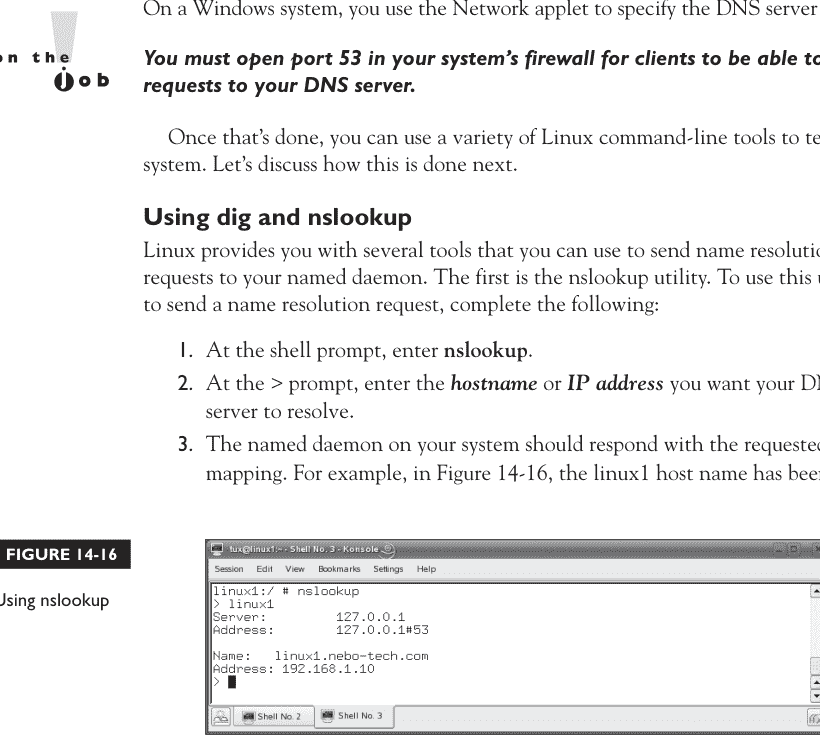 On a Windows system, you use the Network applet to specify the DNS server
on the
job
You must open port 53 in your system's firewall for clients to be able to
requests to your DNS server.
Once that's done, you can use a variety of Linux command-line tools to te
system. Let's discuss how this is done next.
Using dig and nslookup
Linux provides you with several tools that you can use to send name resolutio
requests to your named daemon. The first is the nslookup utility. To use this u
to send a name resolution request, complete the following:
1. At the shell prompt, enter nslookup.
2. At the > prompt, enter the hostname or IP address you want your DN
server to resolve.
3. The named daemon on your system should respond with the requested
mapping. For example, in Figure 14-16, the linux1 host name has been
FIGURE 14-16
Using nslookup
tux@linux1:~ - Shell No. 3 - Konsole
Session Edit View Bookmarks Settings Help
linux1:/ # nslookup
> linux1
Server: 127.0.0.1
Address: 127.0.0.1#53
Name: linux1.nebo-tech.com
Address: 192.168.1.10
>
Shell No. 2 Shell No. 3